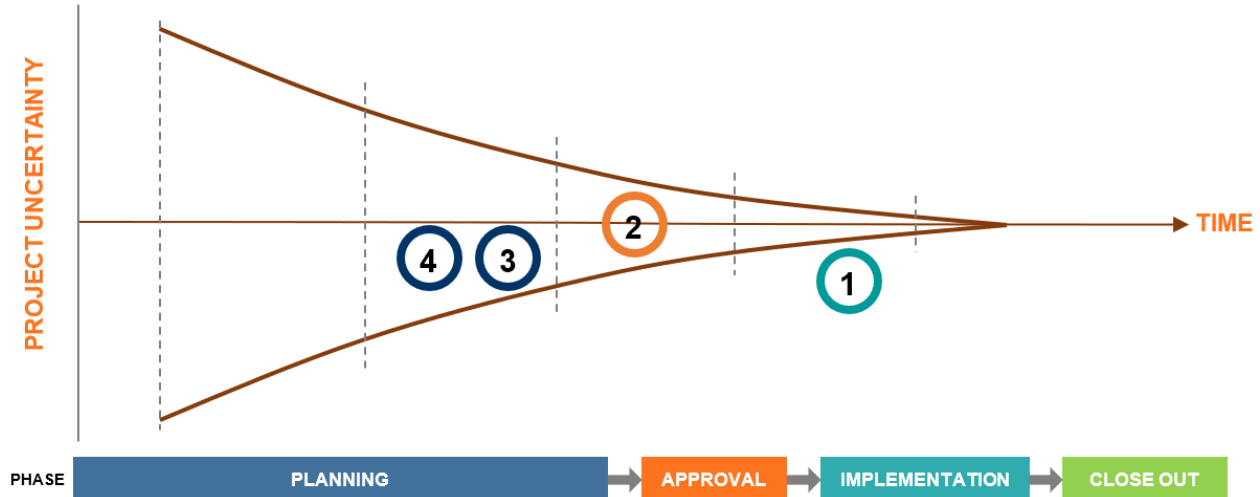 PROJECT UNCERTAINTY
2
4
3
1
TIME
PHASE
PLANNING
APPROVAL
IMPLEMENTATION
CLOSE OUT